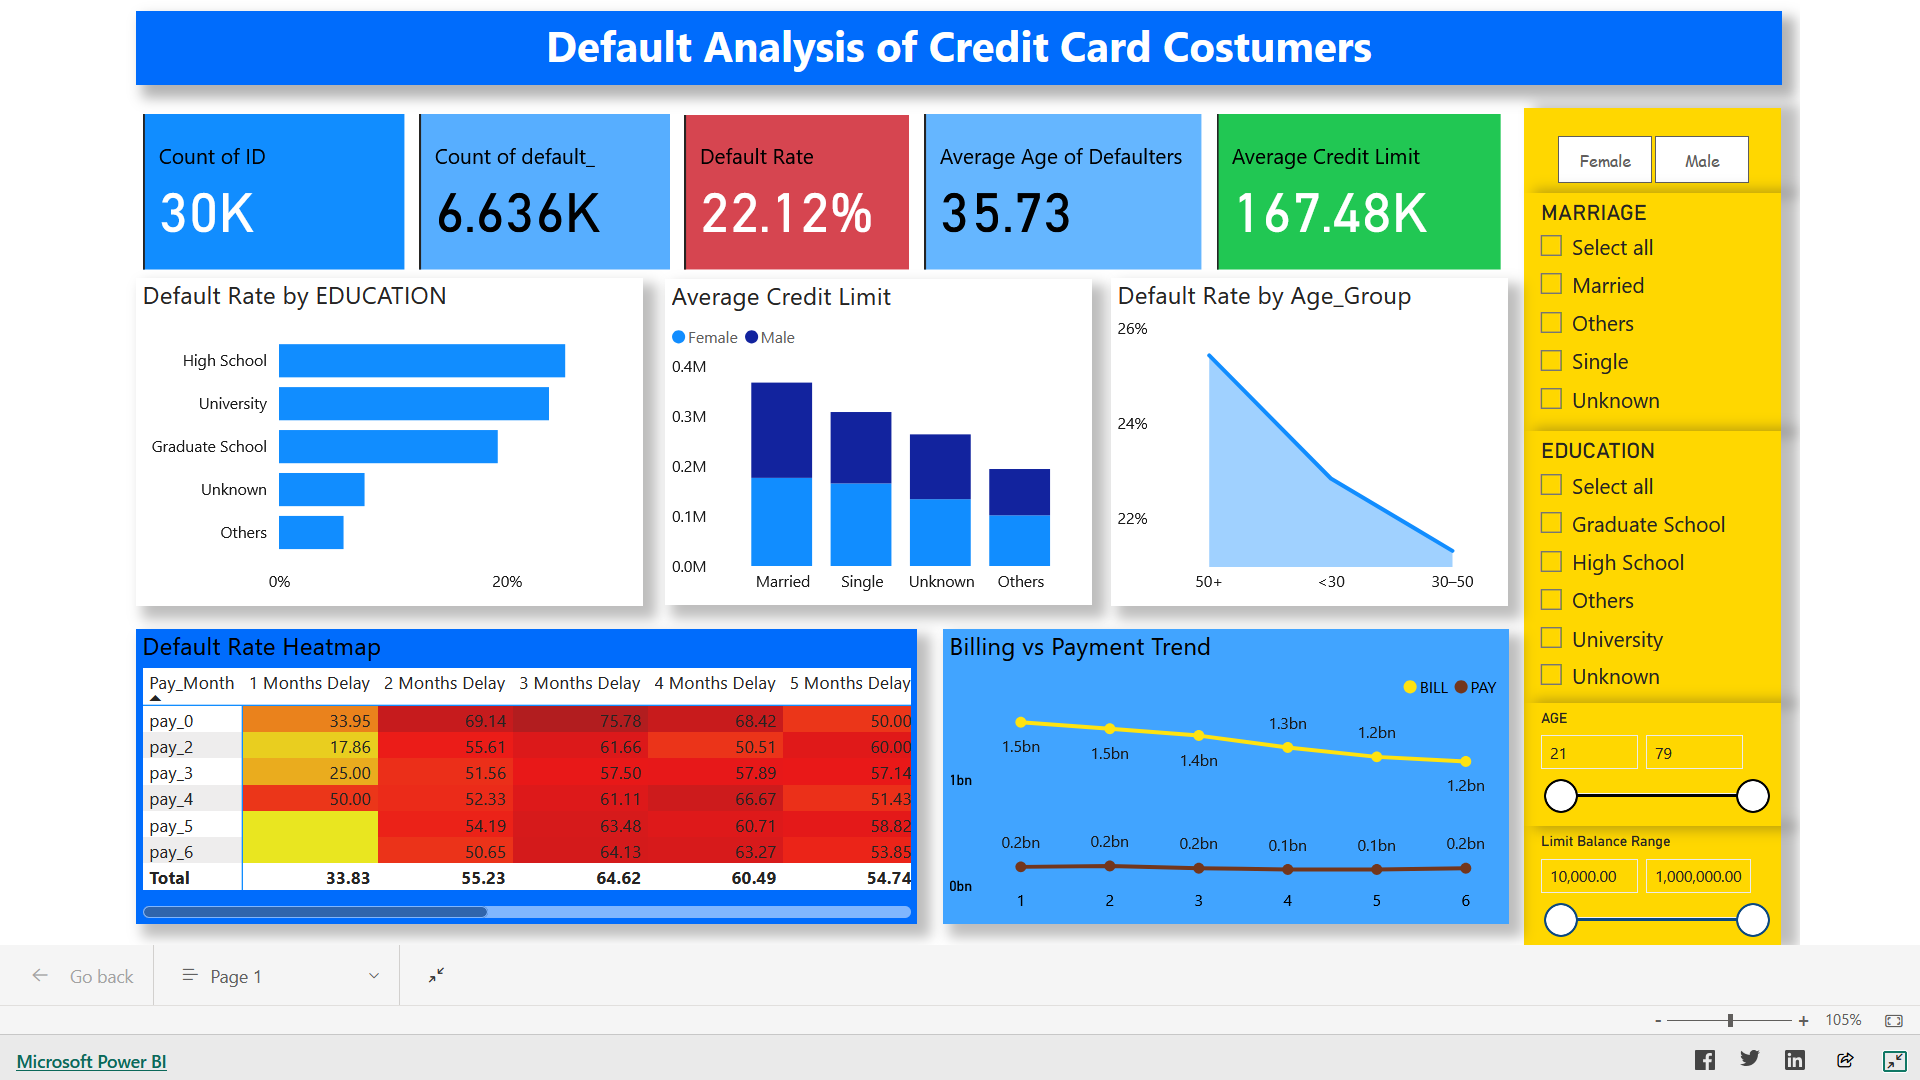 Default Analysis of Credit Card Costumers
Count of ID
30K
Count of default_
6.636K
Default Rate
22.12%
Average Age of Defaulters
35.73
Average Credit Limit
167.48K
Female
Male
MARRIAGE
Select all
Married
Others
Single
Unknown
EDUCATION
Select all
Graduate School
High School
Others
University
Unknown
AGE
21 79
Limit Balance Range
10,000.00 1,000,000.00
Default Rate by EDUCATION
High School
University
Graduate School
Unknown
Others
0% 20%
Average Credit Limit
Female Male
0.4M
0.3M
0.2M
0.1M
0.0M
Married Single Unknown Others
Default Rate by Age_Group
26%
24%
22%
50+ <30 30–50
Default Rate Heatmap
Pay_Month 1 Months Delay 2 Months Delay 3 Months Delay 4 Months Delay 5 Months Delay
pay_0 33.95 69.14 75.78 68.42 50.00
pay_2 17.86 55.61 61.66 50.51 60.00
pay_3 25.00 51.56 57.50 57.89 57.14
pay_4 50.00 52.33 61.11 66.67 51.43
pay_5 54.19 63.48 60.71 58.82
pay_6 50.65 64.13 63.27 53.85
Total 33.83 55.23 64.62 60.49 54.74
Billing vs Payment Trend
BILL PAY
1.5bn 1.5bn 1.4bn 1.3bn 1.2bn 1.2bn
1bn
0.2bn 0.2bn 0.2bn 0.1bn 0.1bn 0.2bn
0bn
1 2 3 4 5 6
Go back
Page 1
- + 105%
Microsoft Power BI